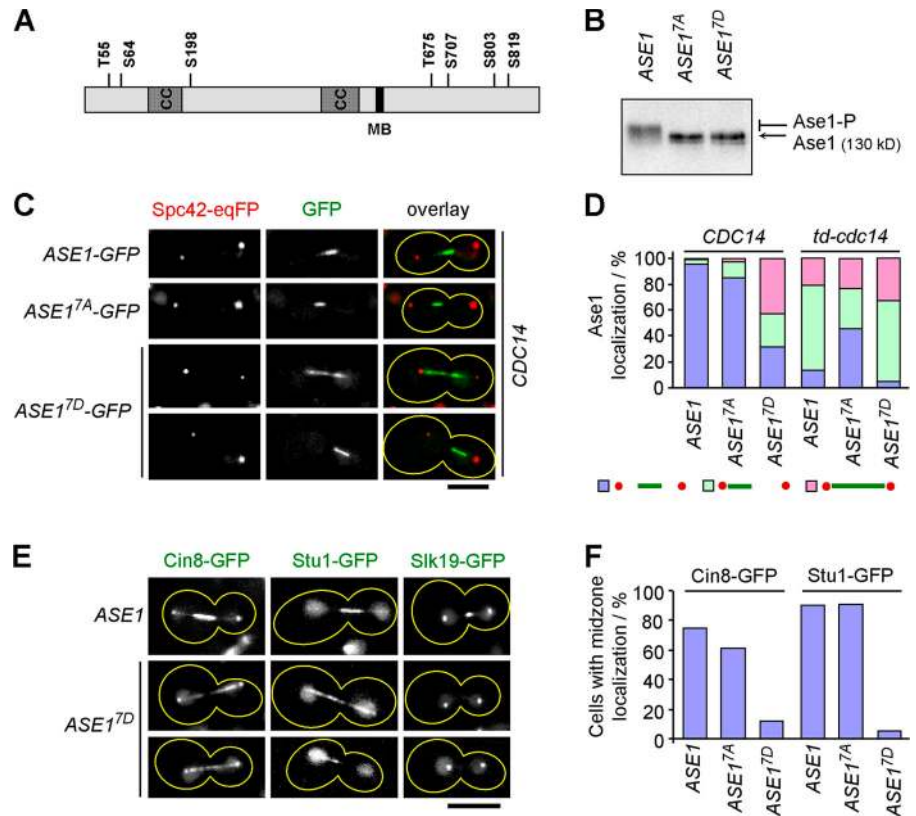 A
T55
S64
S198
T675
S707
S803
S819
CC
CC
MB
B
ASE1
ASE1^7A
ASE1^7D
Ase1-P
Ase1 (130 kD)
C
Spc42-eqFP
GFP
overlay
ASE1-GFP
ASE1^7A-GFP
ASE1^7D-GFP
CDC14
D
CDC14
td-cdc14
Ase1
localization / %
100
80
60
40
20
0
ASE1
ASE1^7A
ASE1^7D
ASE1
ASE1^7A
ASE1^7D
E
Cin8-GFP
Stu1-GFP
Slk19-GFP
ASE1
ASE1^7D
F
Cin8-GFP
Stu1-GFP
Cells with midzone
localization / %
100
80
60
40
20
0
ASE1
ASE1^7A
ASE1^7D
ASE1
ASE1^7A
ASE1^7D